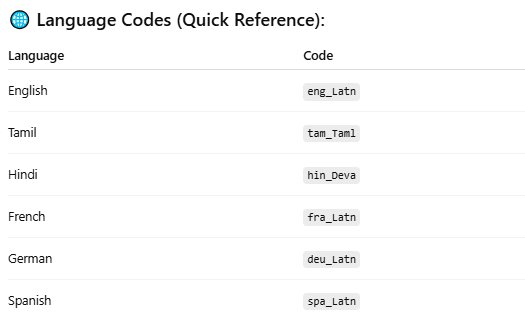 🌐 Language Codes (Quick Reference):
Language Code
English eng_Latn
Tamil tam_Taml
Hindi hin_Deva
French fra_Latn
German deu_Latn
Spanish spa_Latn